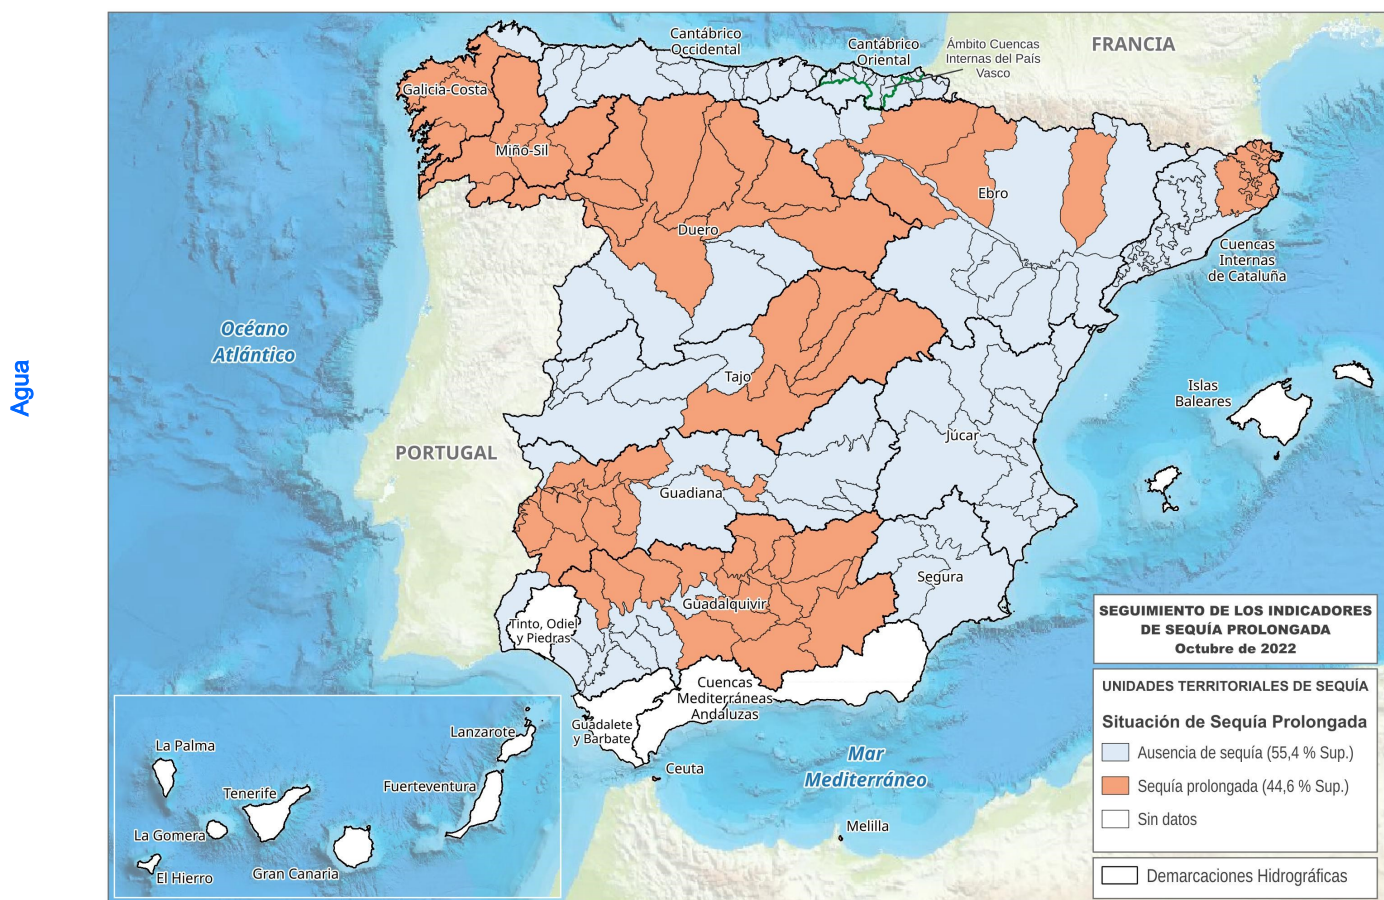 Agua
Cantábrico
Occidental
Cantábrico
Oriental
Ámbito Cuencas
Internas del País
Vasco
FRANCIA
Galicia-Costa
Miño-Sil
Ebro
Duero
Cuencas
Internas
de Cataluña
Océano
Atlántico
Tajo
Islas
Baleares
Júcar
PORTUGAL
Guadiana
Segura
Guadalquivir
Tinto, Odiel
y Piedras
Cuencas
Mediterráneas
Andaluzas
Guadalete
y Barbate
Ceuta
Mar
Mediterráneo
Melilla
Lanzarote
La Palma
Fuerteventura
Tenerife
La Gomera
Gran Canaria
El Hierro
SEGUIMIENTO DE LOS INDICADORES
DE SEQUÍA PROLONGADA
Octubre de 2022
UNIDADES TERRITORIALES DE SEQUÍA
Situación de Sequía Prolongada
Ausencia de sequía (55,4 % Sup.)
Sequía prolongada (44,6 % Sup.)
Sin datos
Demarcaciones Hidrográficas